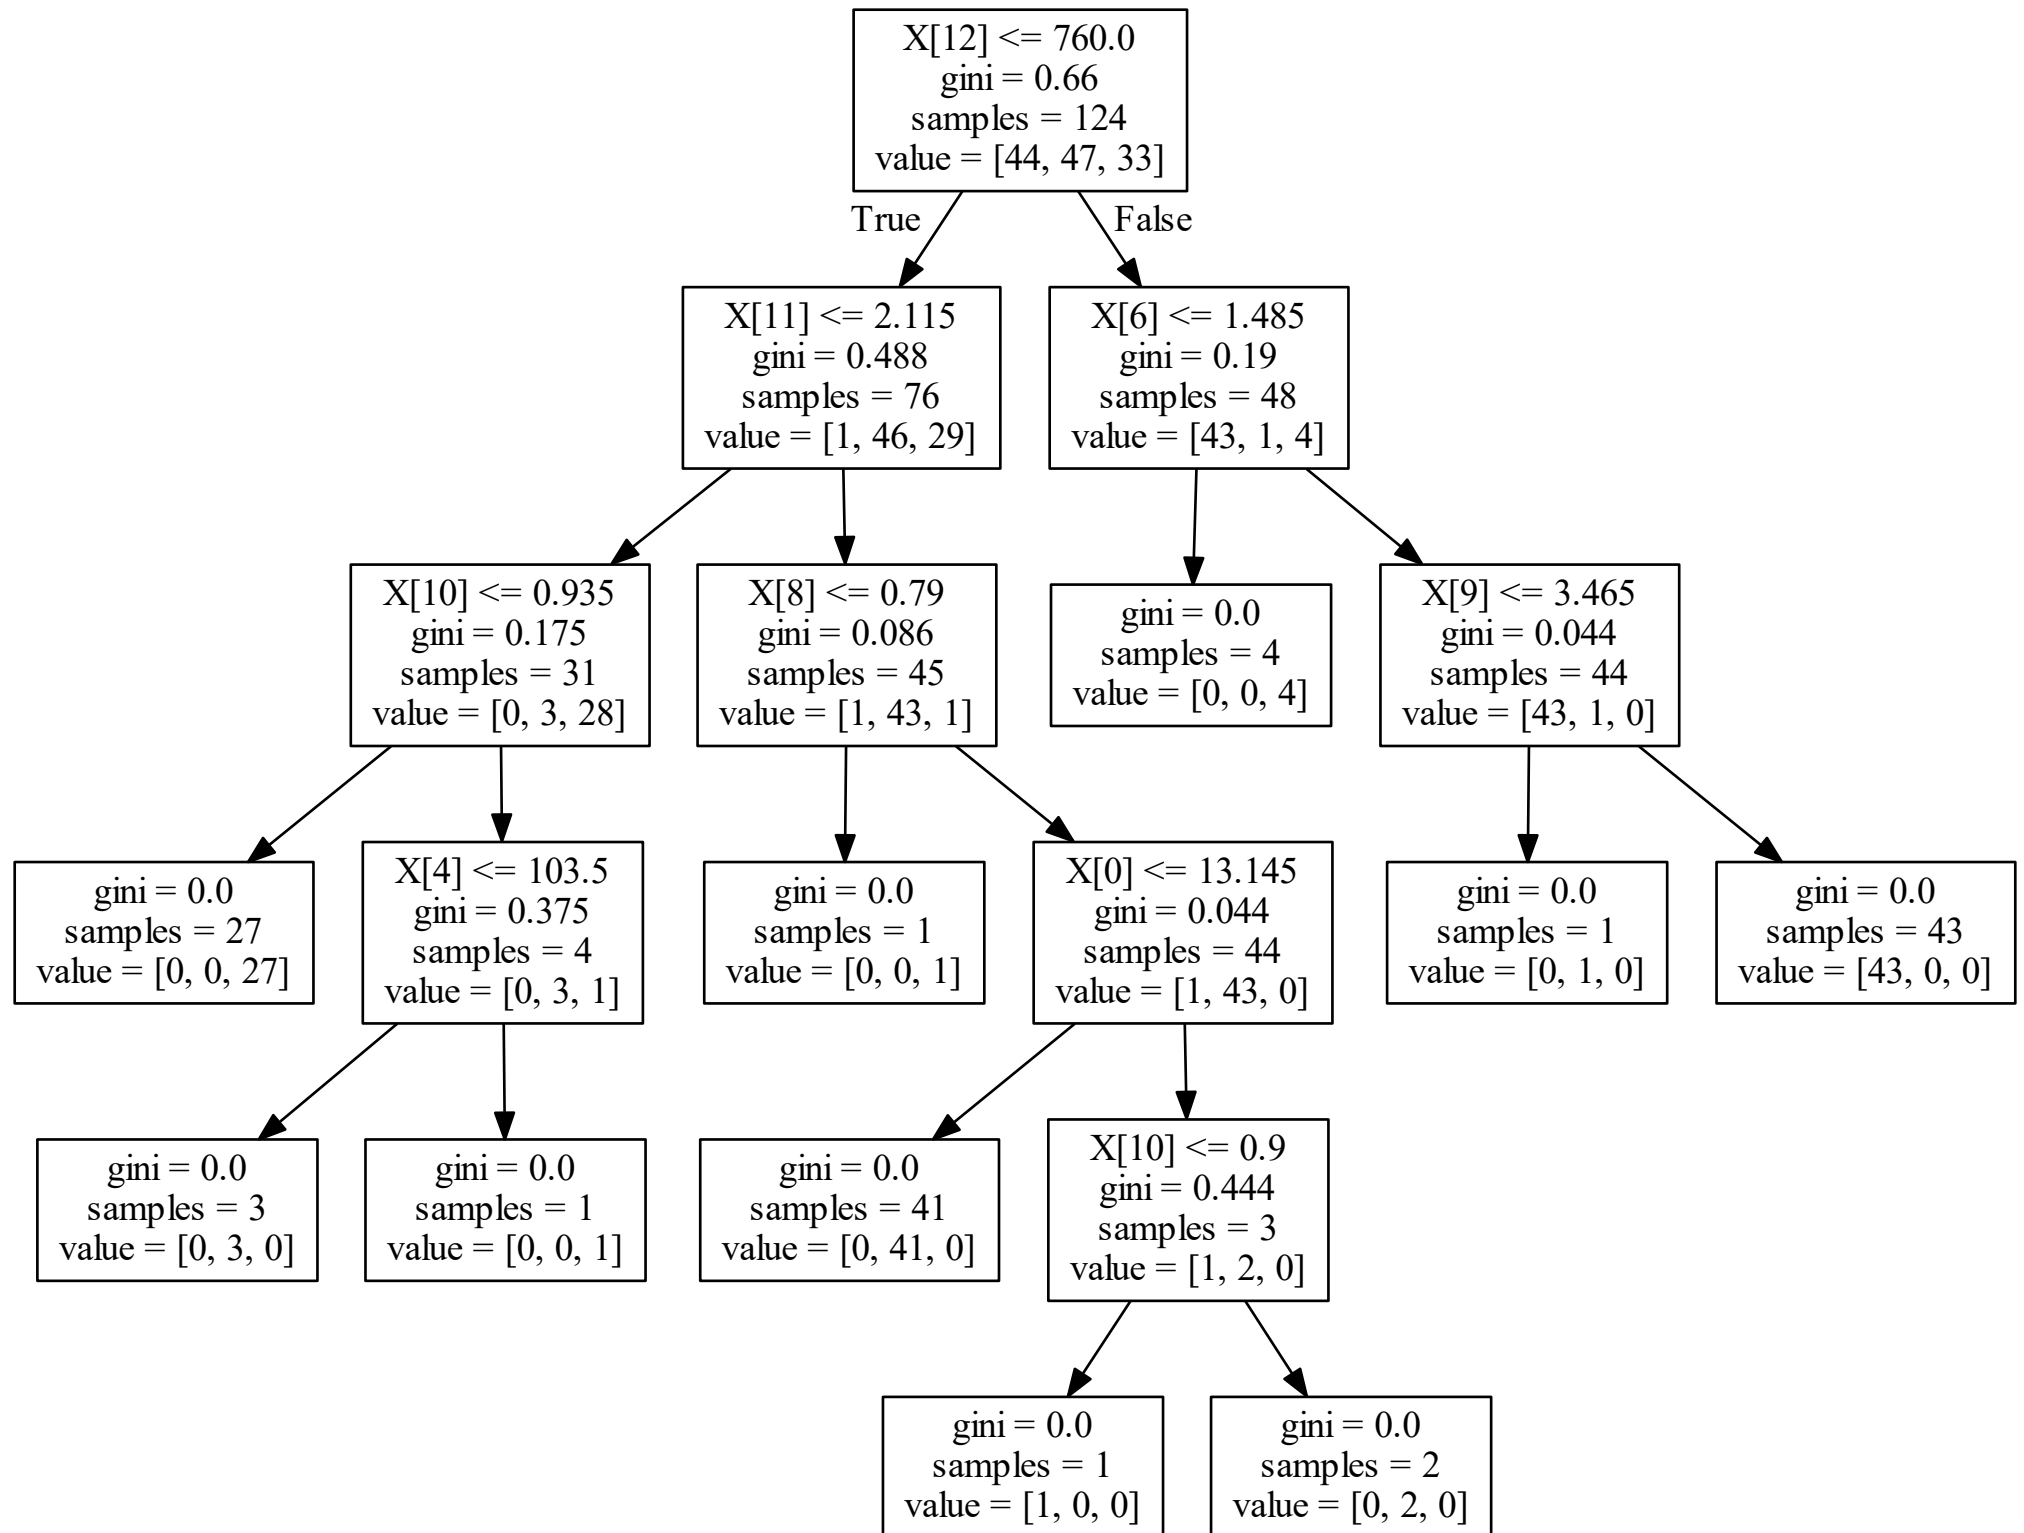 X[12] <= 760.0
gini = 0.66
samples = 124
value = [44, 47, 33]
True
False
X[11] <= 2.115
gini = 0.488
samples = 76
value = [1, 46, 29]
X[6] <= 1.485
gini = 0.19
samples = 48
value = [43, 1, 4]
X[10] <= 0.935
gini = 0.175
samples = 31
value = [0, 3, 28]
X[8] <= 0.79
gini = 0.086
samples = 45
value = [1, 43, 1]
gini = 0.0
samples = 4
value = [0, 0, 4]
X[9] <= 3.465
gini = 0.044
samples = 44
value = [43, 1, 0]
gini = 0.0
samples = 27
value = [0, 0, 27]
X[4] <= 103.5
gini = 0.375
samples = 4
value = [0, 3, 1]
gini = 0.0
samples = 1
value = [0, 0, 1]
X[0] <= 13.145
gini = 0.044
samples = 44
value = [1, 43, 0]
gini = 0.0
samples = 1
value = [0, 1, 0]
gini = 0.0
samples = 43
value = [43, 0, 0]
gini = 0.0
samples = 3
value = [0, 3, 0]
gini = 0.0
samples = 1
value = [0, 0, 1]
gini = 0.0
samples = 41
value = [0, 41, 0]
X[10] <= 0.9
gini = 0.444
samples = 3
value = [1, 2, 0]
gini = 0.0
samples = 1
value = [1, 0, 0]
gini = 0.0
samples = 2
value = [0, 2, 0]